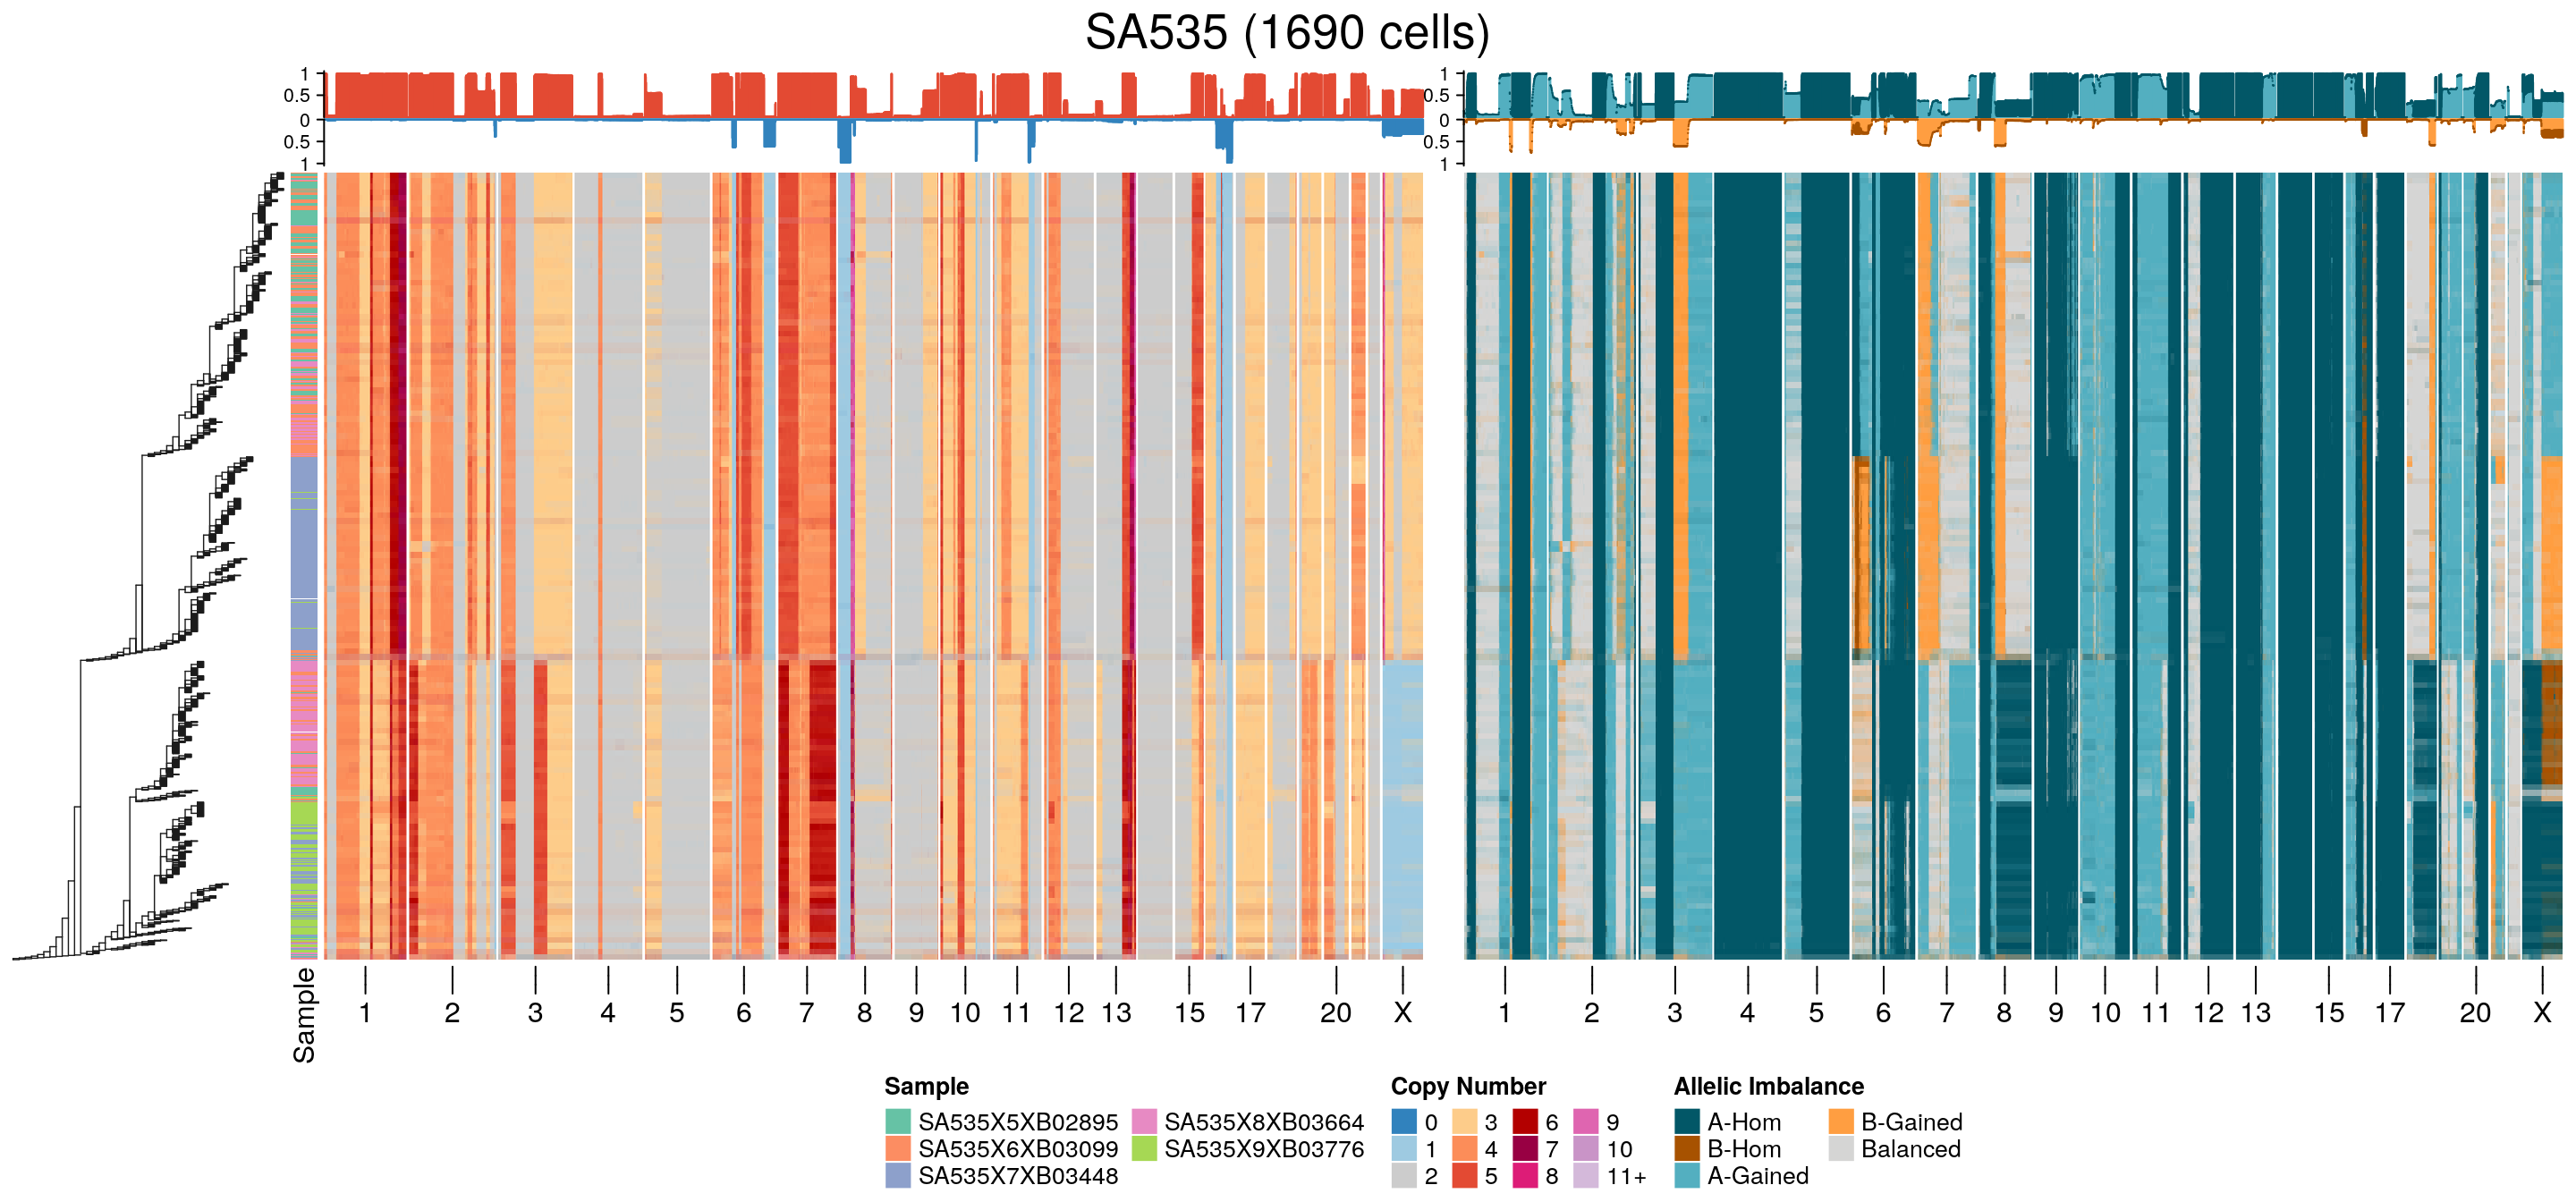 SA535 (1690 cells)
1
0.5
0
0.5
1
1
0.5
0
0.5
1
Sample
1 2 3 4 5 6 7 8 9 10 11 12 13 15 17 20 X
1 2 3 4 5 6 7 8 9 10 11 12 13 15 17 20 X
Sample
SA535X5XB02895
SA535X6XB03099
SA535X7XB03448
SA535X8XB03664
SA535X9XB03776
Copy Number
0 3 6 9
1 4 7 10
2 5 8 11+
Allelic Imbalance
A-Hom
B-Hom
A-Gained
B-Gained
Balanced